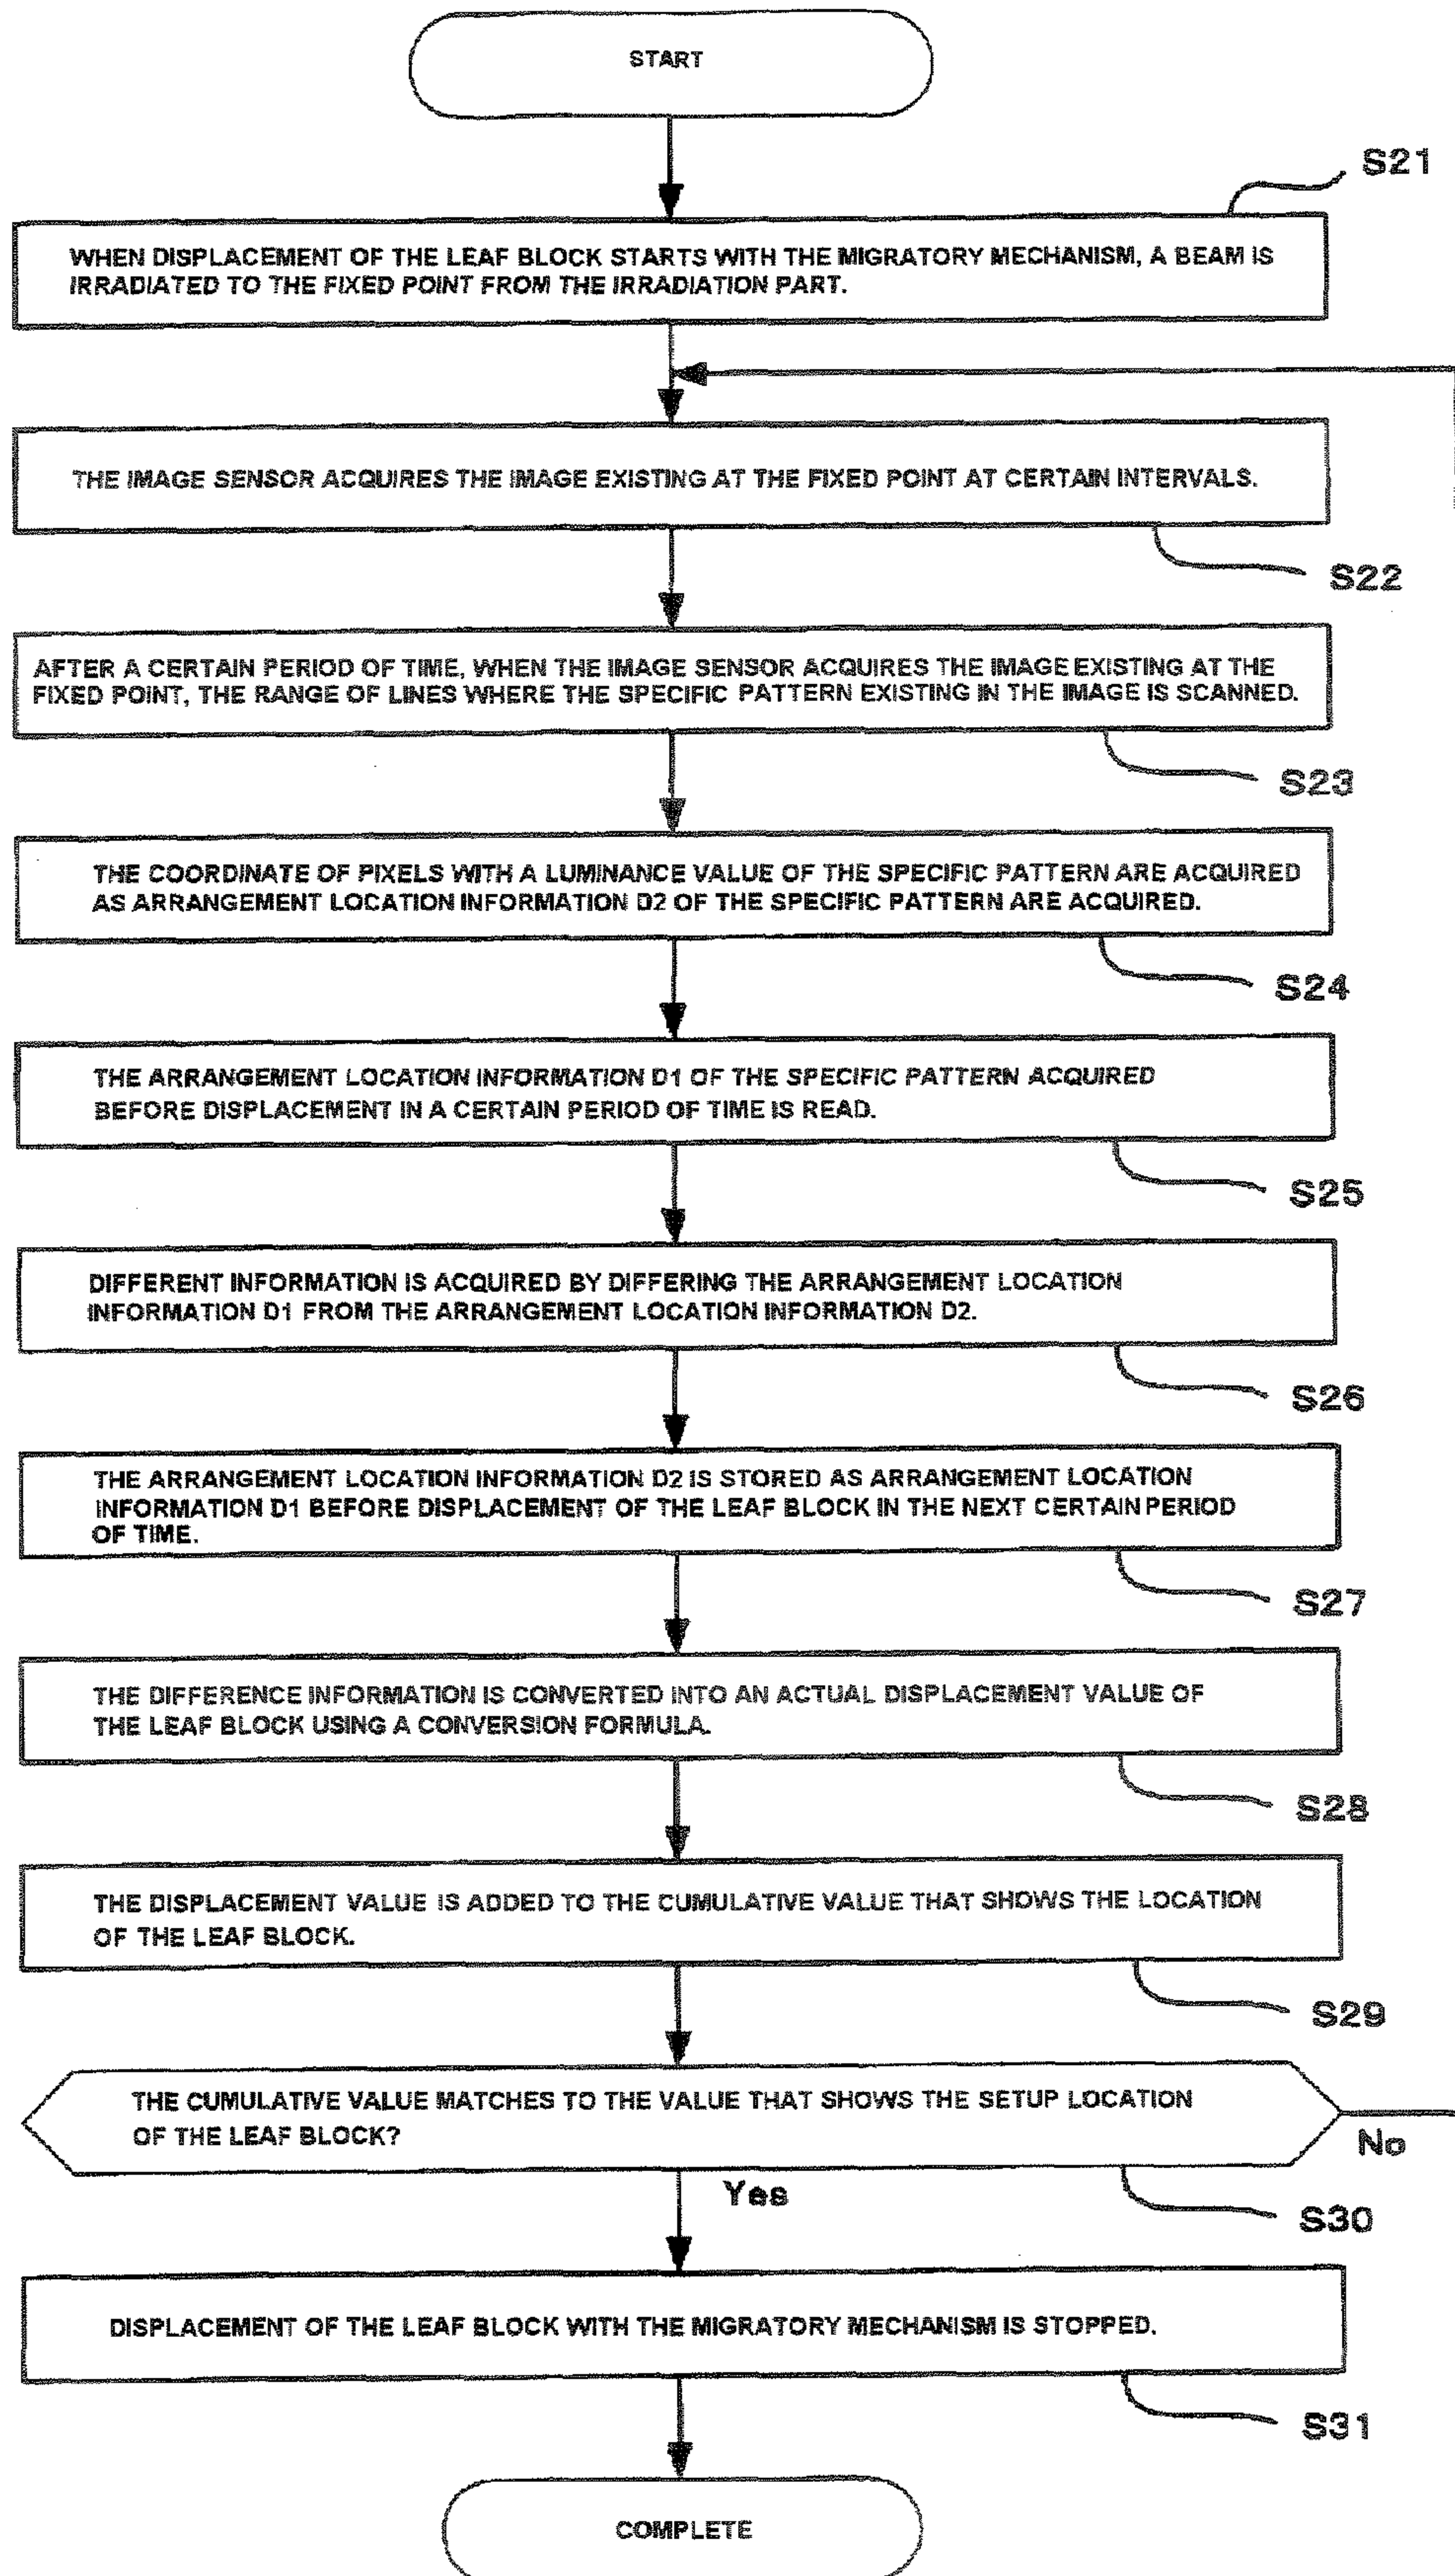 START
S21
WHEN DISPLACEMENT OF THE LEAF BLOCK STARTS WITH THE MIGRATORY MECHANISM, A BEAM IS
IRRADIATED TO THE FIXED POINT FROM THE IRRADIATION PART.
THE IMAGE SENSOR ACQUIRES THE IMAGE EXISTING AT THE FIXED POINT AT CERTAIN INTERVALS.
S22
AFTER A CERTAIN PERIOD OF TIME, WHEN THE IMAGE SENSOR ACQUIRES THE IMAGE EXISTING AT THE
FIXED POINT, THE RANGE OF LINES WHERE THE SPECIFIC PATTERN EXISTING IN THE IMAGE IS SCANNED.
S23
THE COORDINATE OF PIXELS WITH A LUMINANCE VALUE OF THE SPECIFIC PATTERN ARE ACQUIRED
AS ARRANGEMENT LOCATION INFORMATION D2 OF THE SPECIFIC PATTERN ARE ACQUIRED.
S24
THE ARRANGEMENT LOCATION INFORMATION D1 OF THE SPECIFIC PATTERN ACQUIRED
BEFORE DISPLACEMENT IN A CERTAIN PERIOD OF TIME IS READ.
S25
DIFFERENT INFORMATION IS ACQUIRED BY DIFFERING THE ARRANGEMENT LOCATION
INFORMATION D1 FROM THE ARRANGEMENT LOCATION INFORMATION D2.
S26
THE ARRANGEMENT LOCATION INFORMATION D2 IS STORED AS ARRANGEMENT LOCATION
INFORMATION D1 BEFORE DISPLACEMENT OF THE LEAF BLOCK IN THE NEXT CERTAIN PERIOD
OF TIME.
S27
THE DIFFERENCE INFORMATION IS CONVERTED INTO AN ACTUAL DISPLACEMENT VALUE OF
THE LEAF BLOCK USING A CONVERSION FORMULA.
S28
THE DISPLACEMENT VALUE IS ADDED TO THE CUMULATIVE VALUE THAT SHOWS THE LOCATION
OF THE LEAF BLOCK.
S29
THE CUMULATIVE VALUE MATCHES TO THE VALUE THAT SHOWS THE SETUP LOCATION
OF THE LEAF BLOCK?
No
Yes
S30
DISPLACEMENT OF THE LEAF BLOCK WITH THE MIGRATORY MECHANISM IS STOPPED.
S31
COMPLETE